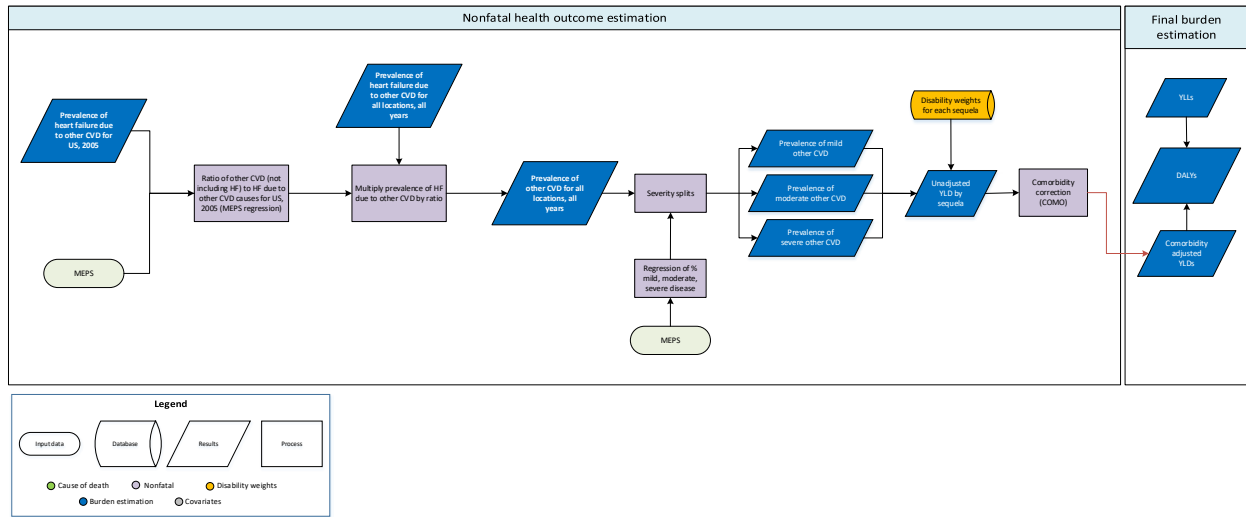 Nonfatal health outcome estimation
Final burden
estimation
Prevalence of
heart failure due
to other CVD for
US, 2005
MEPS
Ratio of other CVD (not
including HF) to HF due to
other CVD causes for US,
2005 (MEPS regression)
Prevalence of
heart failure due
to other CVD for
all locations, all
years
Multiply prevalence of HF
due to other CVD by ratio
Prevalence of
other CVD for all
locations, all
years
Severity splits
Regression of %
mild, moderate,
severe disease
MEPS
Prevalence of mild
other CVD
Prevalence of
moderate other CVD
Prevalence of
severe other CVD
Disability weights
for each sequela
Unadjusted
YLD by
sequela
Comorbidity
correction
(COMO)
YLLs
DALYs
Comorbidity
adjusted
YLDs
Legend
Input data
Database
Results
Process
Cause of death
Nonfatal
Disability weights
Burden estimation
Covariates